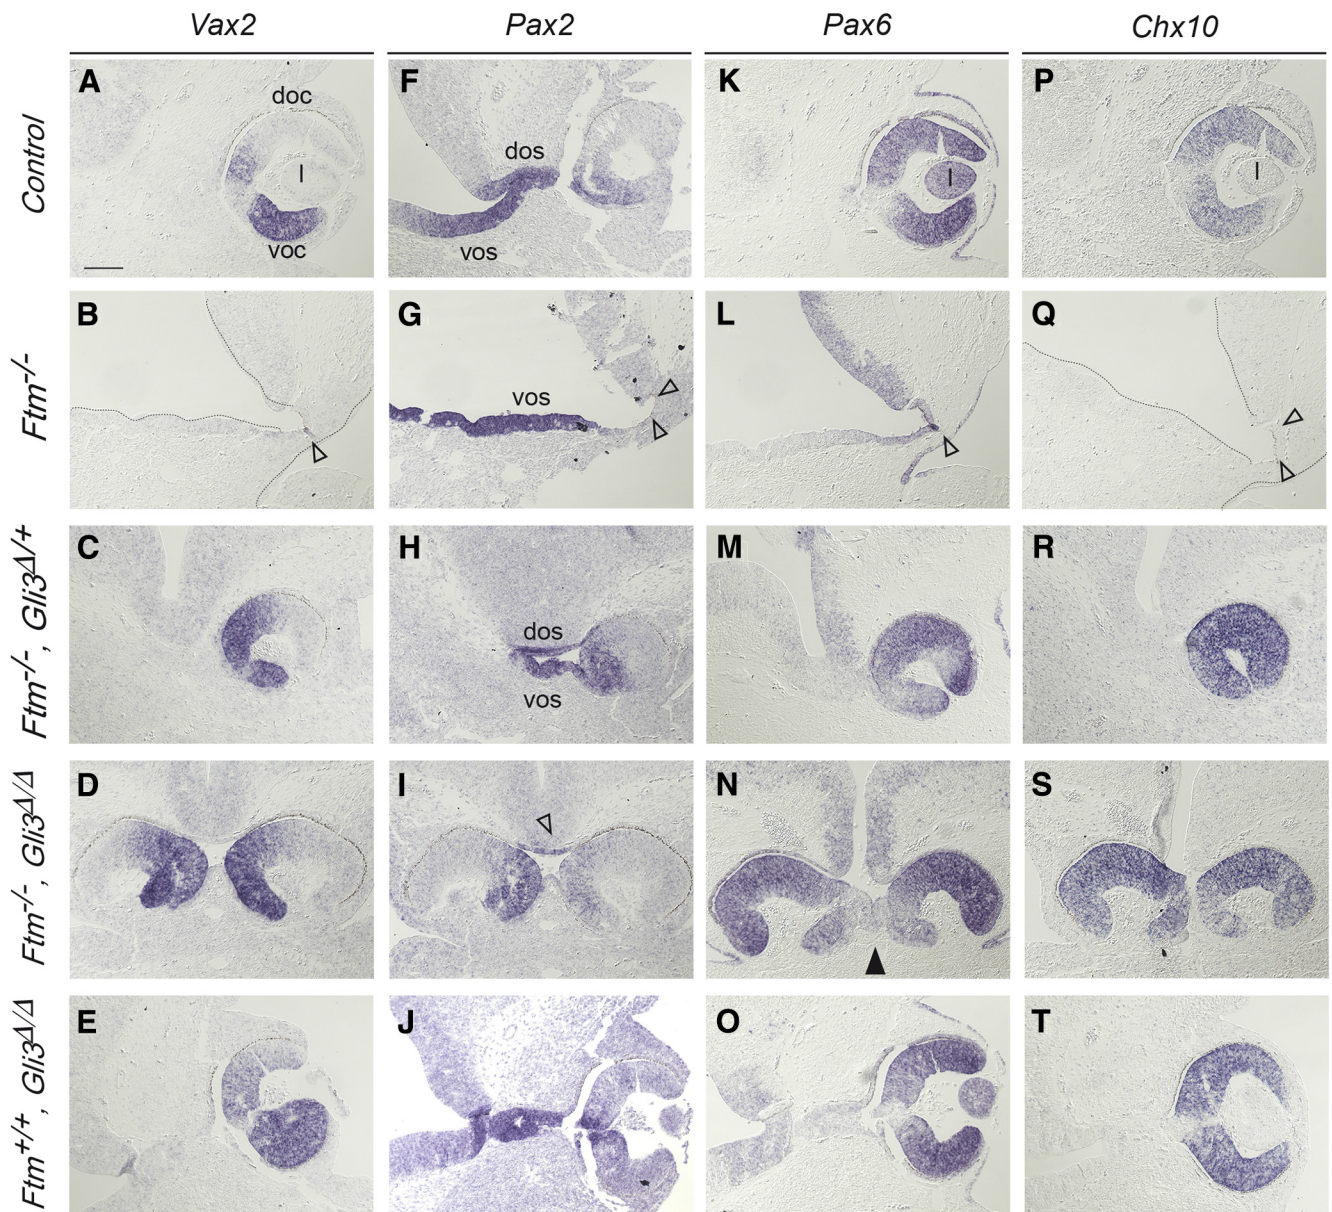 Vax2 Pax2 Pax6 Chx10
Control
A doc l voc
F dos vos
K l
P l
Ftm-/-
B
G vos
L
Q
Ftm-/-, Gli3Δ/+
C
H dos vos
M
R
Ftm-/-, Gli3Δ/Δ
D
I
N
S
Ftm+/+, Gli3Δ/Δ
E
J
O
T